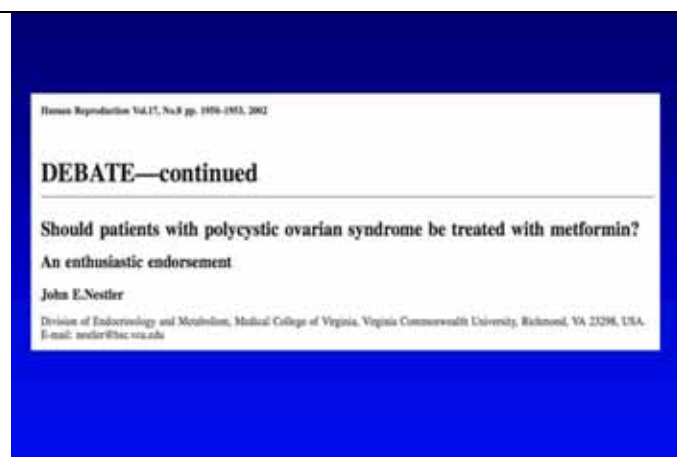 Human Reproduction Vol.17, No.8 pp. 1950-1953, 2002
DEBATE—continued
Should patients with polycystic ovarian syndrome be treated with metformin?
An enthusiastic endorsement
John E.Nestler
Division of Endocrinology and Metabolism, Medical College of Virginia, Virginia Commonwealth University, Richmond, VA 23298, USA.
E-mail: nestler@hsc.vcu.edu